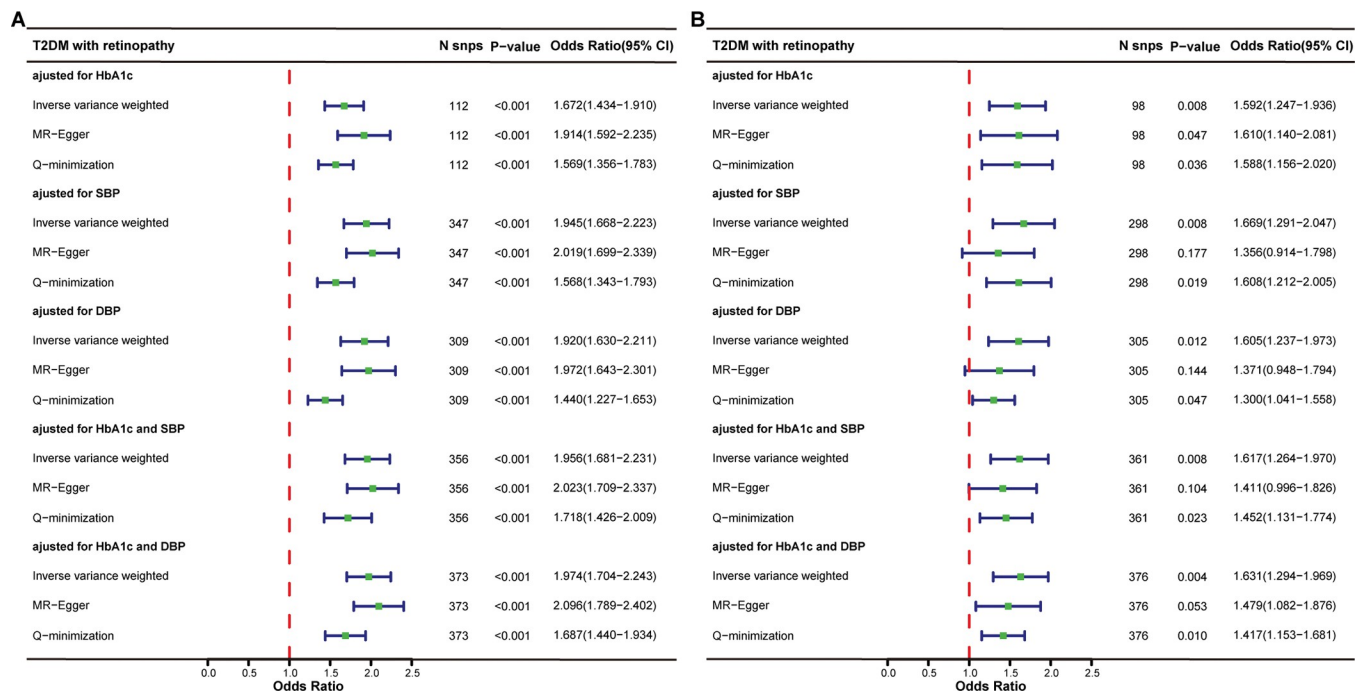 A
T2DM with retinopathy N snps P−value Odds Ratio(95% CI)
ajusted for HbA1c
Inverse variance weighted 112 <0.001 1.672(1.434−1.910)
MR−Egger 112 <0.001 1.914(1.592−2.235)
Q−minimization 112 <0.001 1.569(1.356−1.783)
ajusted for SBP
Inverse variance weighted 347 <0.001 1.945(1.668−2.223)
MR−Egger 347 <0.001 2.019(1.699−2.339)
Q−minimization 347 <0.001 1.568(1.343−1.793)
ajusted for DBP
Inverse variance weighted 309 <0.001 1.920(1.630−2.211)
MR−Egger 309 <0.001 1.972(1.643−2.301)
Q−minimization 309 <0.001 1.440(1.227−1.653)
ajusted for HbA1c and SBP
Inverse variance weighted 356 <0.001 1.956(1.681−2.231)
MR−Egger 356 <0.001 2.023(1.709−2.337)
Q−minimization 356 <0.001 1.718(1.426−2.009)
ajusted for HbA1c and DBP
Inverse variance weighted 373 <0.001 1.974(1.704−2.243)
MR−Egger 373 <0.001 2.096(1.789−2.402)
Q−minimization 373 <0.001 1.687(1.440−1.934)
0.0 0.5 1.0 1.5 2.0 2.5
Odds Ratio
B
T2DM with retinopathy N snps P−value Odds Ratio(95% CI)
ajusted for HbA1c
Inverse variance weighted 98 0.008 1.592(1.247−1.936)
MR−Egger 98 0.047 1.610(1.140−2.081)
Q−minimization 98 0.036 1.588(1.156−2.020)
ajusted for SBP
Inverse variance weighted 298 0.008 1.669(1.291−2.047)
MR−Egger 298 0.177 1.356(0.914−1.798)
Q−minimization 298 0.019 1.608(1.212−2.005)
ajusted for DBP
Inverse variance weighted 305 0.012 1.605(1.237−1.973)
MR−Egger 305 0.144 1.371(0.948−1.794)
Q−minimization 305 0.047 1.300(1.041−1.558)
ajusted for HbA1c and SBP
Inverse variance weighted 361 0.008 1.617(1.264−1.970)
MR−Egger 361 0.104 1.411(0.996−1.826)
Q−minimization 361 0.023 1.452(1.131−1.774)
ajusted for HbA1c and DBP
Inverse variance weighted 376 0.004 1.631(1.294−1.969)
MR−Egger 376 0.053 1.479(1.082−1.876)
Q−minimization 376 0.010 1.417(1.153−1.681)
0.0 0.5 1.0 1.5 2.0 2.5
Odds Ratio